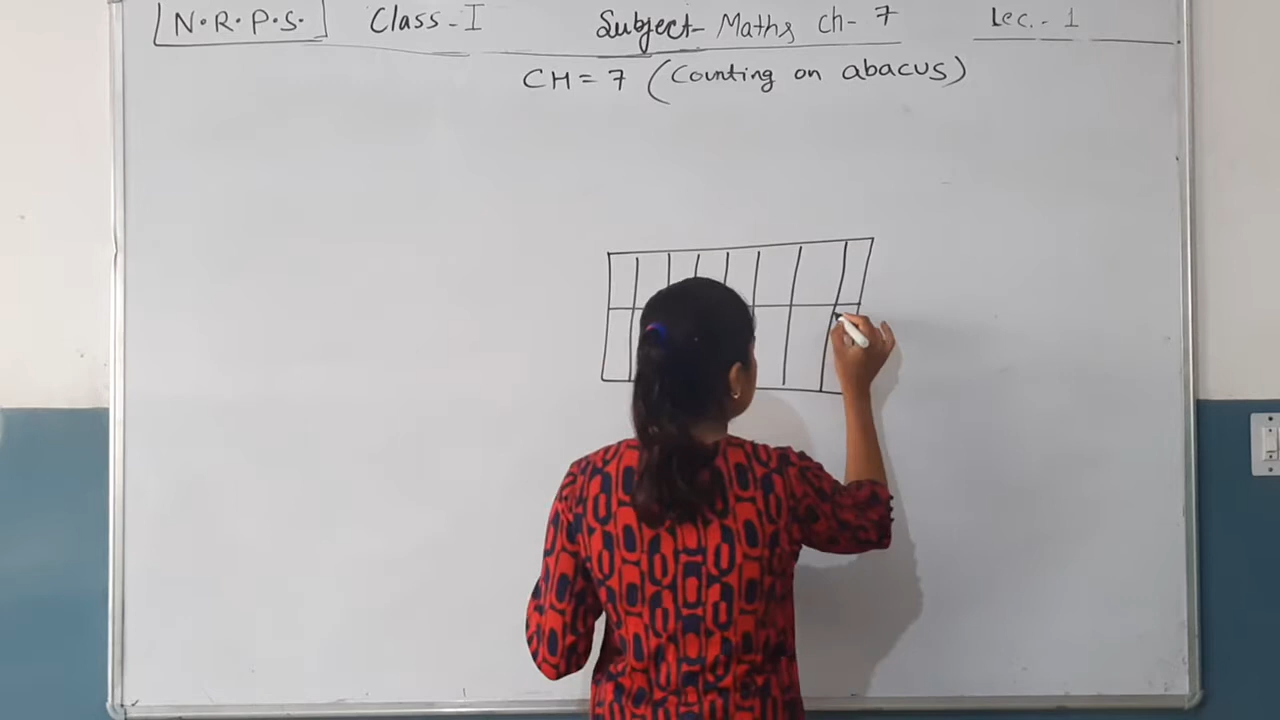 N.R.P.S. Class-I Subject- Maths Ch-7 Lec.-1
CH=7 (Counting on abacus)